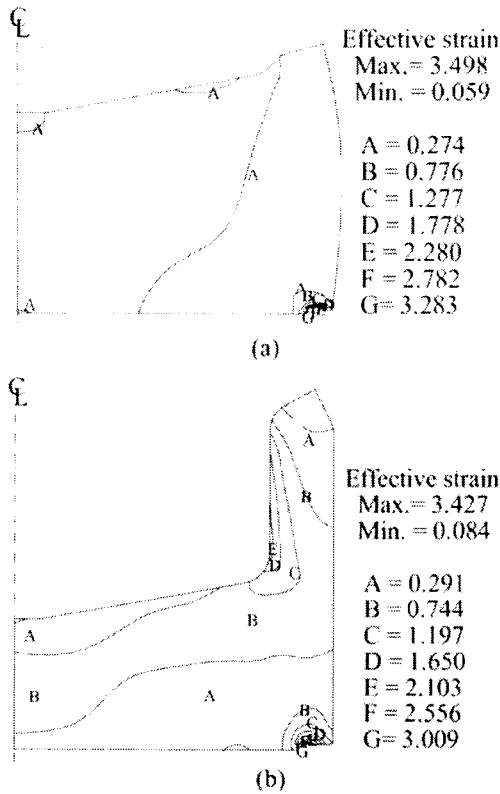 ℄
Effective strain
Max.= 3.498
Min. = 0.059
A
A
A
A = 0.274
B = 0.776
C = 1.277
D = 1.778
E = 2.280
F = 2.782
G= 3.283
A
A
B
G
(a)
℄
A
Effective strain
Max.= 3.427
Min. = 0.084
B
E
D
C
A = 0.291
B = 0.744
C = 1.197
D = 1.650
E = 2.103
F = 2.556
G= 3.009
B
A
B
A
B
C
D
G
(b)